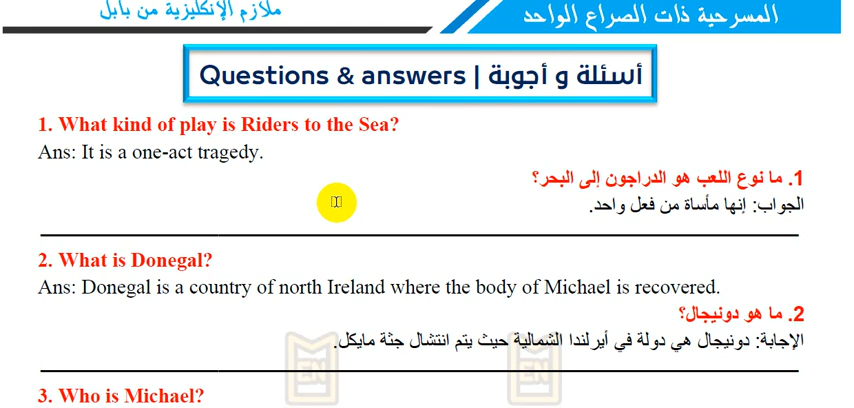 المسرحية ذات الصراع الواحد
ملازم الإنكليزية من بابل
Questions & answers | أسئلة و أجوبة
1. What kind of play is Riders to the Sea?
Ans: It is a one-act tragedy.
1. ما نوع اللعب هو الدراجون إلى البحر؟
الجواب: إنها مأساة من فعل واحد.
2. What is Donegal?
Ans: Donegal is a country of north Ireland where the body of Michael is recovered.
2. ما هو دونيجال؟
الإجابة: دونيجال هي دولة في أيرلندا الشمالية حيث يتم انتشال جثة مايكل.
EN EN
3. Who is Michael?